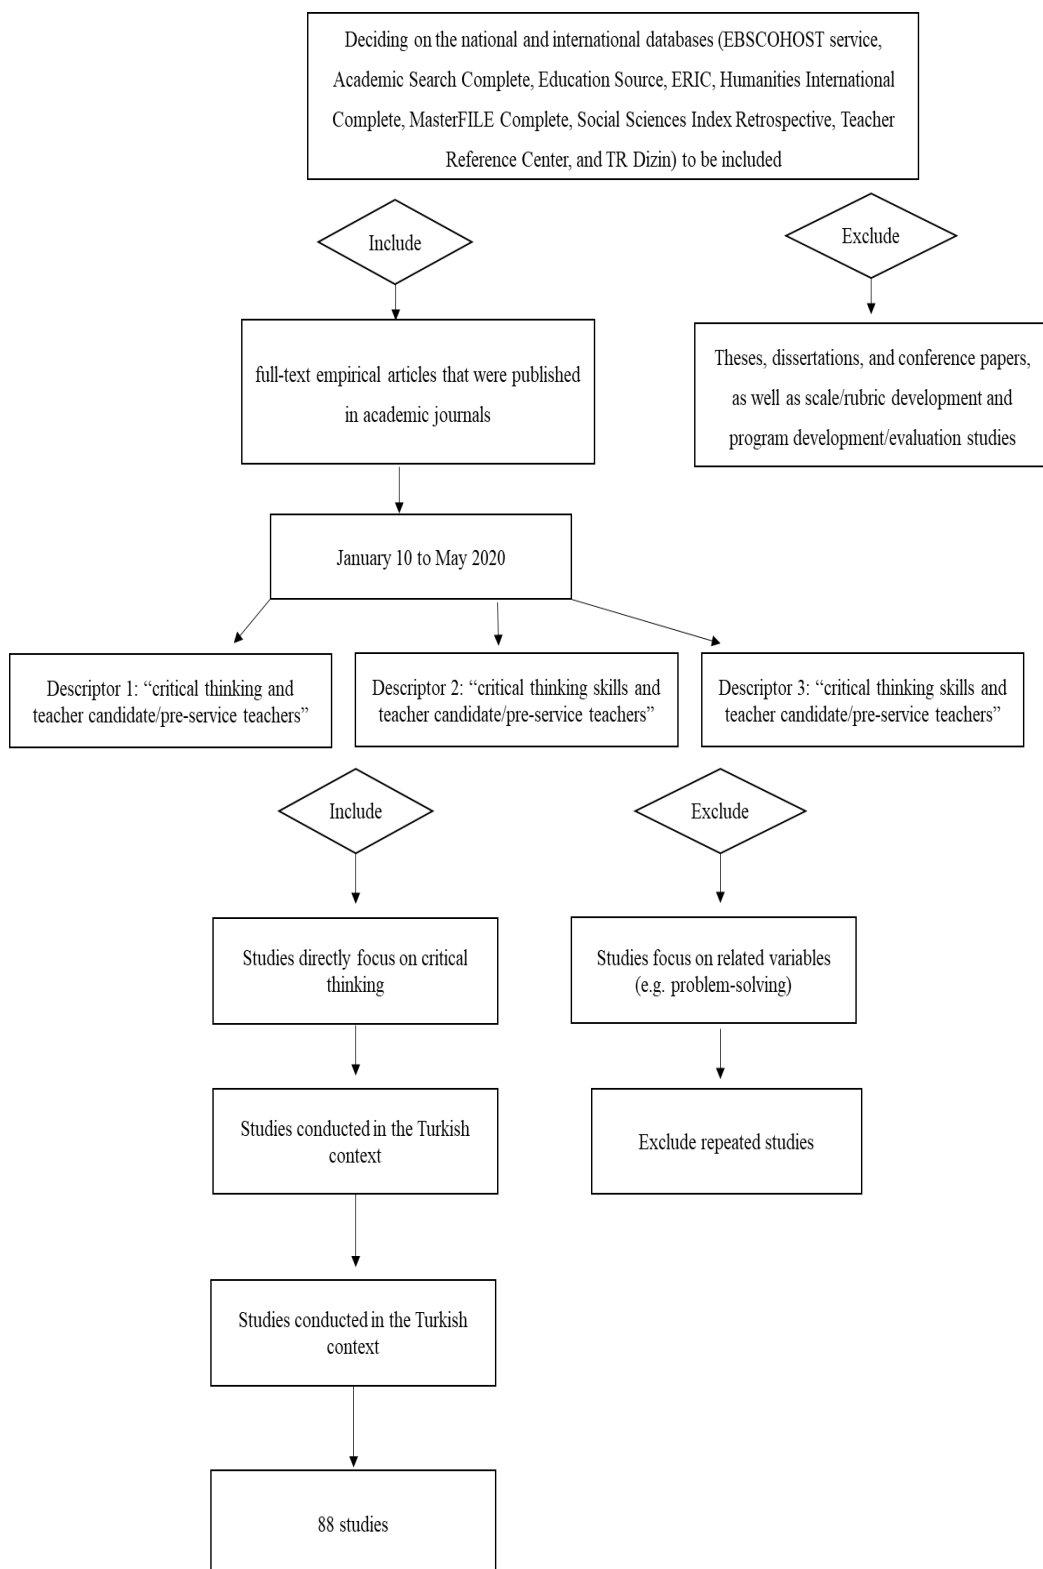 Deciding on the national and international databases (EBSCOHOST service,
Academic Search Complete, Education Source, ERIC, Humanities International
Complete, MasterFILE Complete, Social Sciences Index Retrospective, Teacher
Reference Center, and TR Dizin) to be included
Include
Exclude
full-text empirical articles that were published
in academic journals
Theses, dissertations, and conference papers,
as well as scale/rubric development and
program development/evaluation studies
January 10 to May 2020
Descriptor 1: “critical thinking and
teacher candidate/pre-service teachers”
Descriptor 2: “critical thinking skills and
teacher candidate/pre-service teachers”
Descriptor 3: “critical thinking skills and
teacher candidate/pre-service teachers”
Include
Exclude
Studies directly focus on critical
thinking
Studies focus on related variables
(e.g. problem-solving)
Studies conducted in the Turkish
context
Exclude repeated studies
Studies conducted in the Turkish
context
88 studies